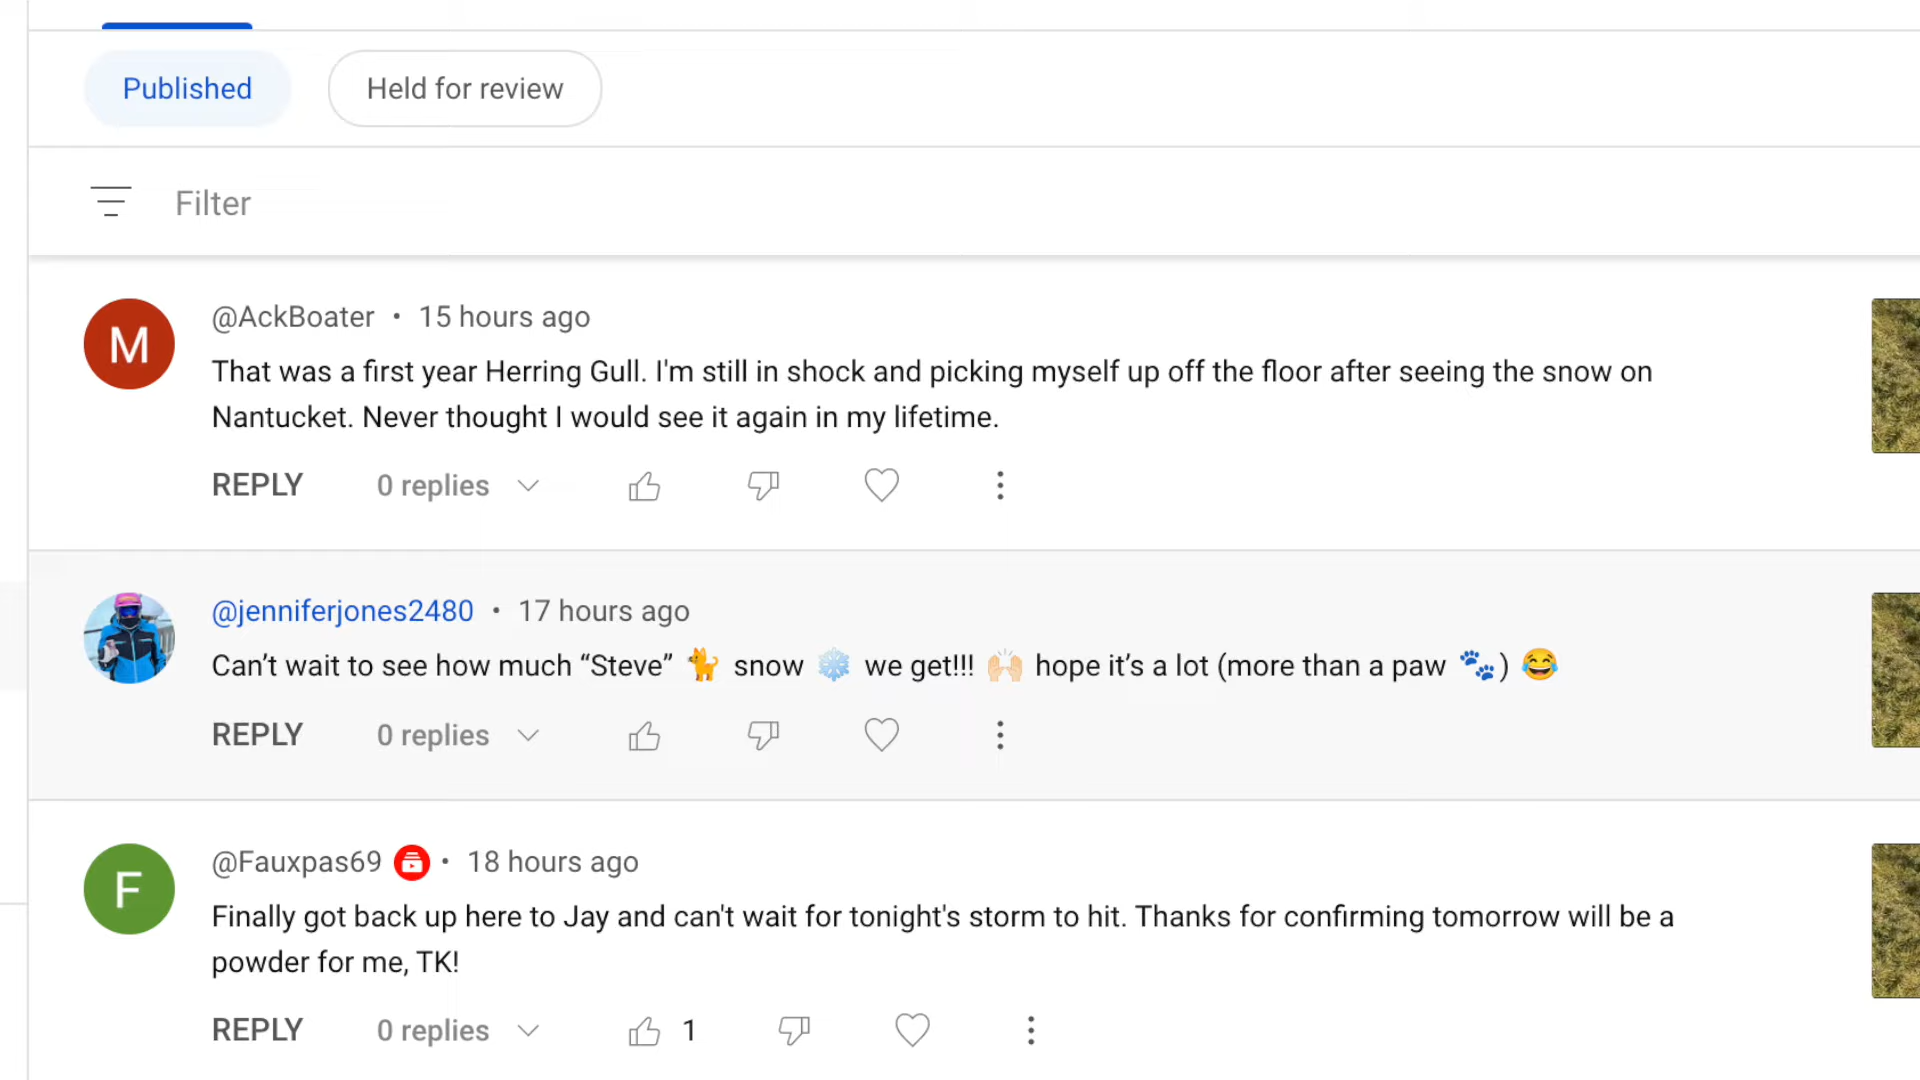 Published
Held for review
Filter
M
@AckBoater • 15 hours ago
That was a first year Herring Gull. I'm still in shock and picking myself up off the floor after seeing the snow on
Nantucket. Never thought I would see it again in my lifetime.
REPLY 0 replies
@jenniferjones2480 • 17 hours ago
Can’t wait to see how much “Steve” 🐈 snow ❄️ we get!!! 🙌🏻 hope it’s a lot (more than a paw 🐾) 😂
REPLY 0 replies
F
@Fauxpas69 • 18 hours ago
Finally got back up here to Jay and can't wait for tonight's storm to hit. Thanks for confirming tomorrow will be a
powder for me, TK!
REPLY 0 replies 1